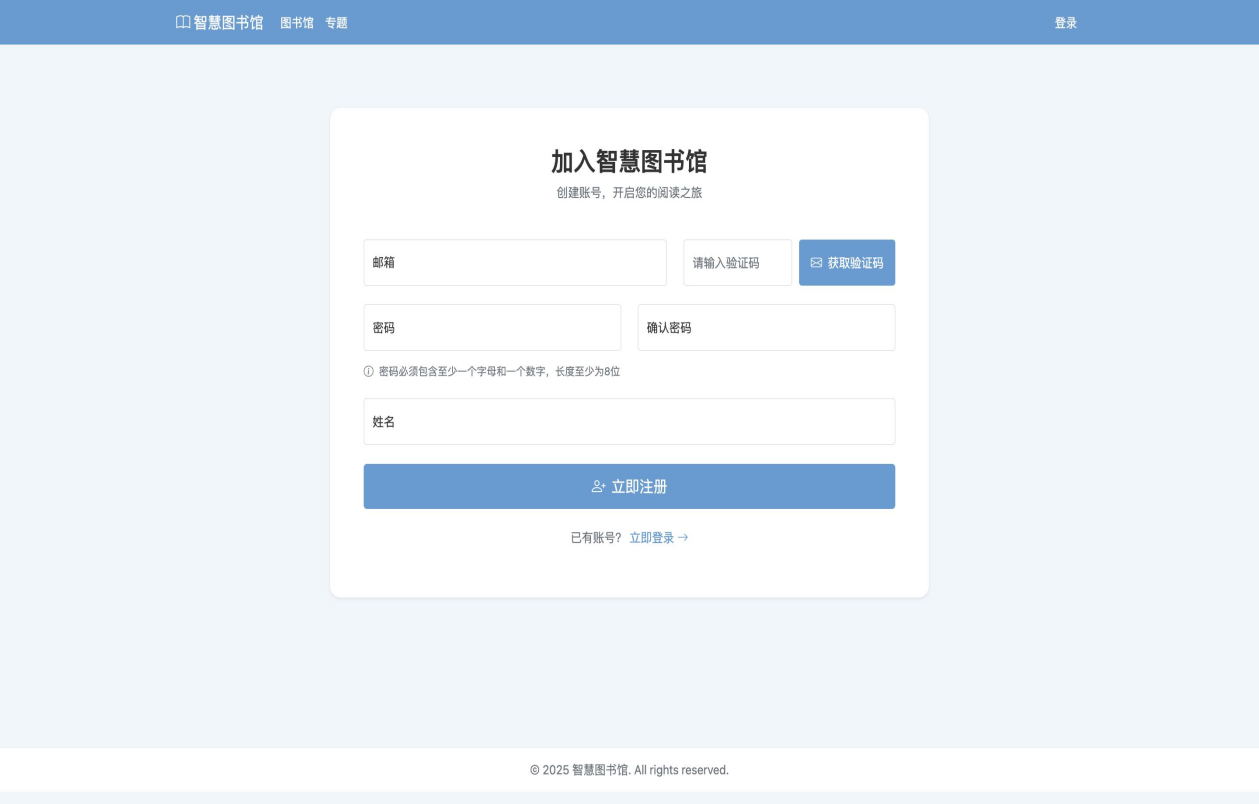 智慧图书馆 图书馆 专题 登录
加入智慧图书馆
创建账号，开启您的阅读之旅
邮箱 请输入验证码 获取验证码
密码 确认密码
密码必须包含至少一个字母和一个数字，长度至少为8位
姓名
立即注册
已有账号？ 立即登录 →
© 2025 智慧图书馆. All rights reserved.